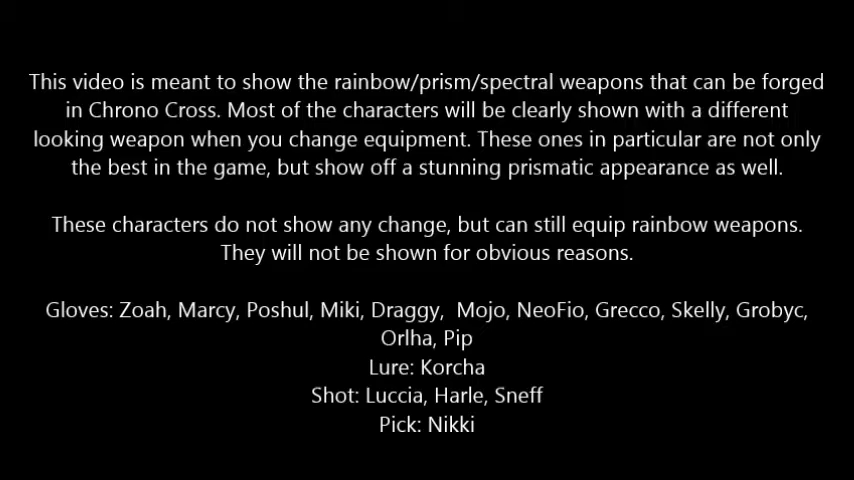 This video is meant to show the rainbow/prism/spectral weapons that can be forged
in Chrono Cross. Most of the characters will be clearly shown with a different
looking weapon when you change equipment. These ones in particular are not only
the best in the game, but show off a stunning prismatic appearance as well.
These characters do not show any change, but can still equip rainbow weapons.
They will not be shown for obvious reasons.
Gloves: Zoah, Marcy, Poshul, Miki, Draggy,  Mojo, NeoFio, Grecco, Skelly, Grobyc,
Orlha, Pip
Lure: Korcha
Shot: Luccia, Harle, Sneff
Pick: Nikki